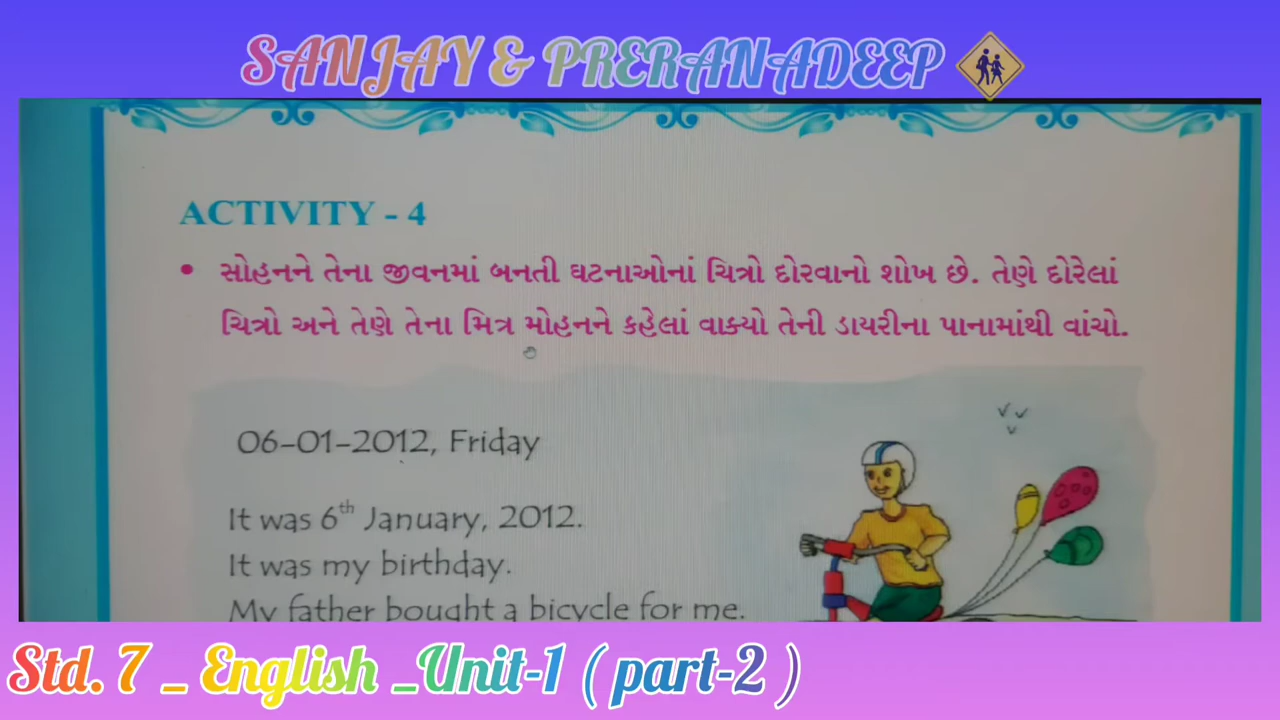 SANJAY & PRERANADEEP
ACTIVITY - 4
• સોહનને તેના જીવનમાં બનતી ઘટનાઓનાં ચિત્રો દોરવાનો શોખ છે. તેણે દોરેલાં
ચિત્રો અને તેણે તેના મિત્ર મોહનને કહેલાં વાક્યો તેની ડાયરીના પાનામાંથી વાંચો.
06-01-2012, Friday
It was 6th January, 2012.
It was my birthday.
My father bought a bicycle for me.
Std. 7 _ English _Unit-1 ( part-2 )